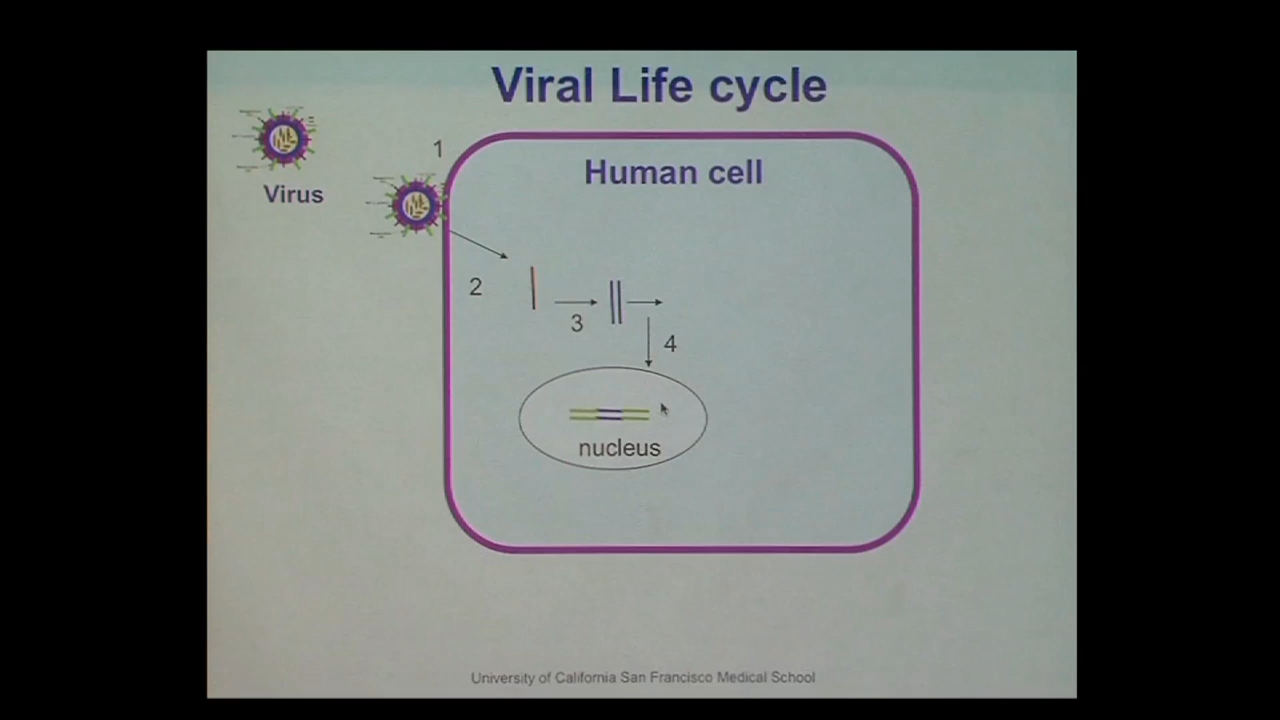 Viral Life cycle
1
Human cell
Virus
2
3
4
nucleus
University of California San Francisco Medical School